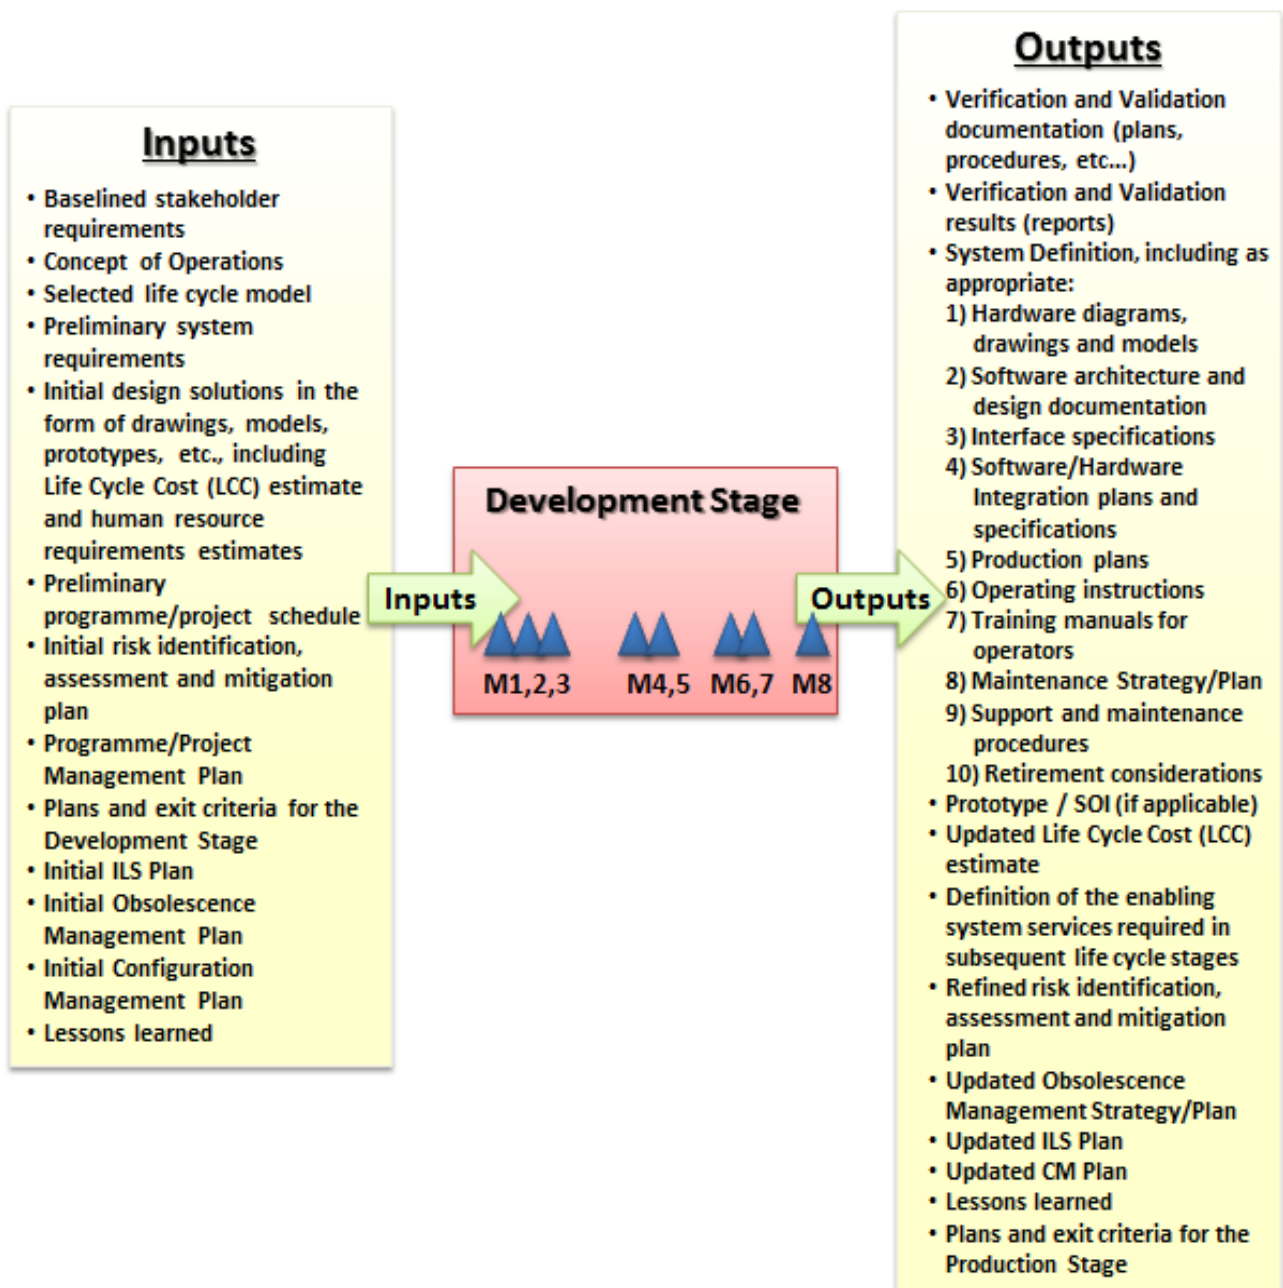 Inputs
• Baselined stakeholder
requirements
• Concept of Operations
• Selected life cycle model
• Preliminary system
requirements
• Initial design solutions in the
form of drawings, models,
prototypes, etc., including
Life Cycle Cost (LCC) estimate
and human resource
requirements estimates
• Preliminary
programme/project schedule
• Initial risk identification,
assessment and mitigation
plan
• Programme/Project
Management Plan
• Plans and exit criteria for the
Development Stage
• Initial ILS Plan
• Initial Obsolescence
Management Plan
• Initial Configuration
Management Plan
• Lessons learned
Development Stage
Inputs
Outputs
M1,2,3
M4,5
M6,7
M8
Outputs
• Verification and Validation
documentation (plans,
procedures, etc...)
• Verification and Validation
results (reports)
• System Definition, including as
appropriate:
1) Hardware diagrams,
drawings and models
2) Software architecture and
design documentation
3) Interface specifications
4) Software/Hardware
Integration plans and
specifications
5) Production plans
6) Operating instructions
7) Training manuals for
operators
8) Maintenance Strategy/Plan
9) Support and maintenance
procedures
10) Retirement considerations
• Prototype / SOI (if applicable)
• Updated Life Cycle Cost (LCC)
estimate
• Definition of the enabling
system services required in
subsequent life cycle stages
• Refined risk identification,
assessment and mitigation
plan
• Updated Obsolescence
Management Strategy/Plan
• Updated ILS Plan
• Updated CM Plan
• Lessons learned
• Plans and exit criteria for the
Production Stage